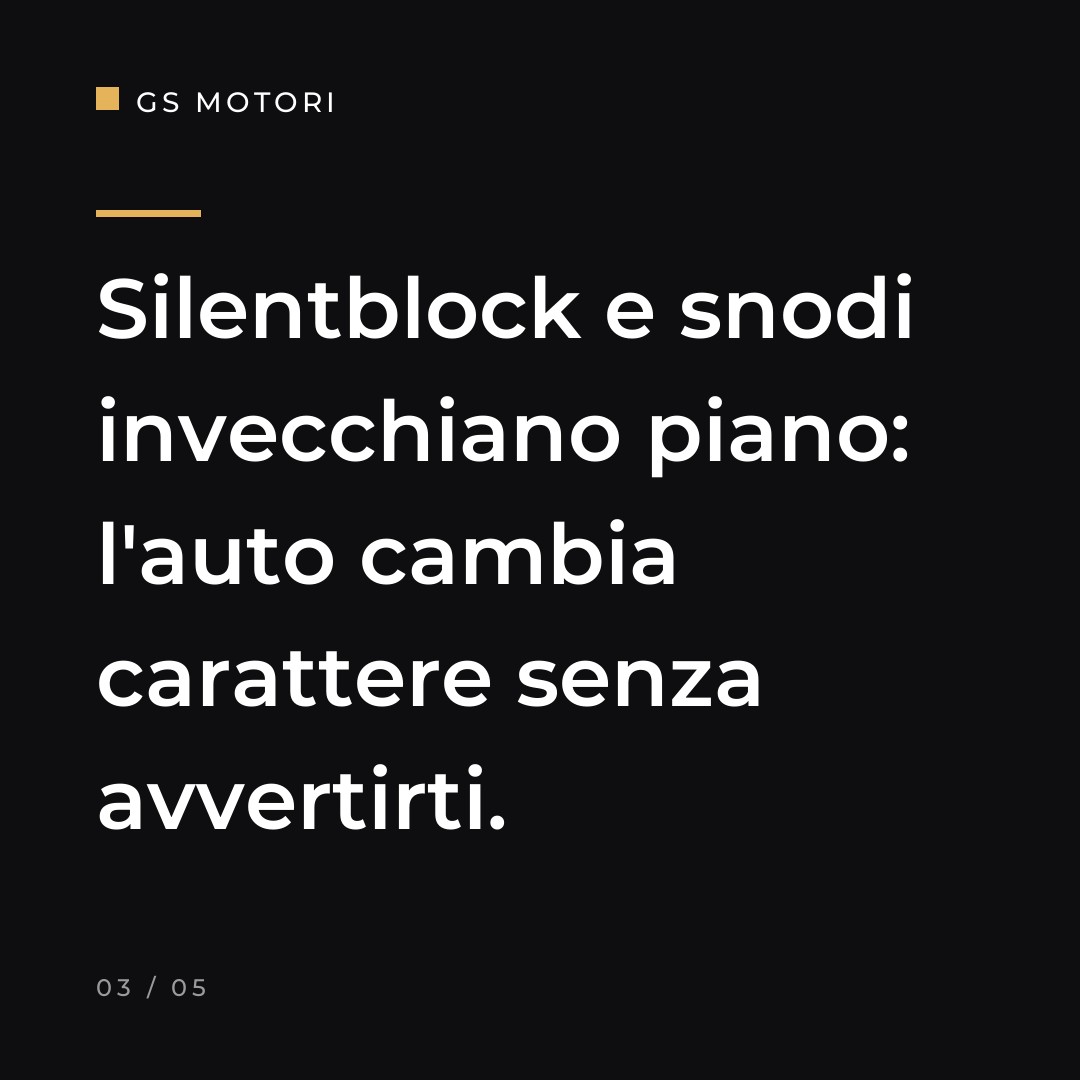 GS MOTORI
Silentblock e snodi
invecchiano piano:
l'auto cambia
carattere senza
avvertirti.
03 / 05